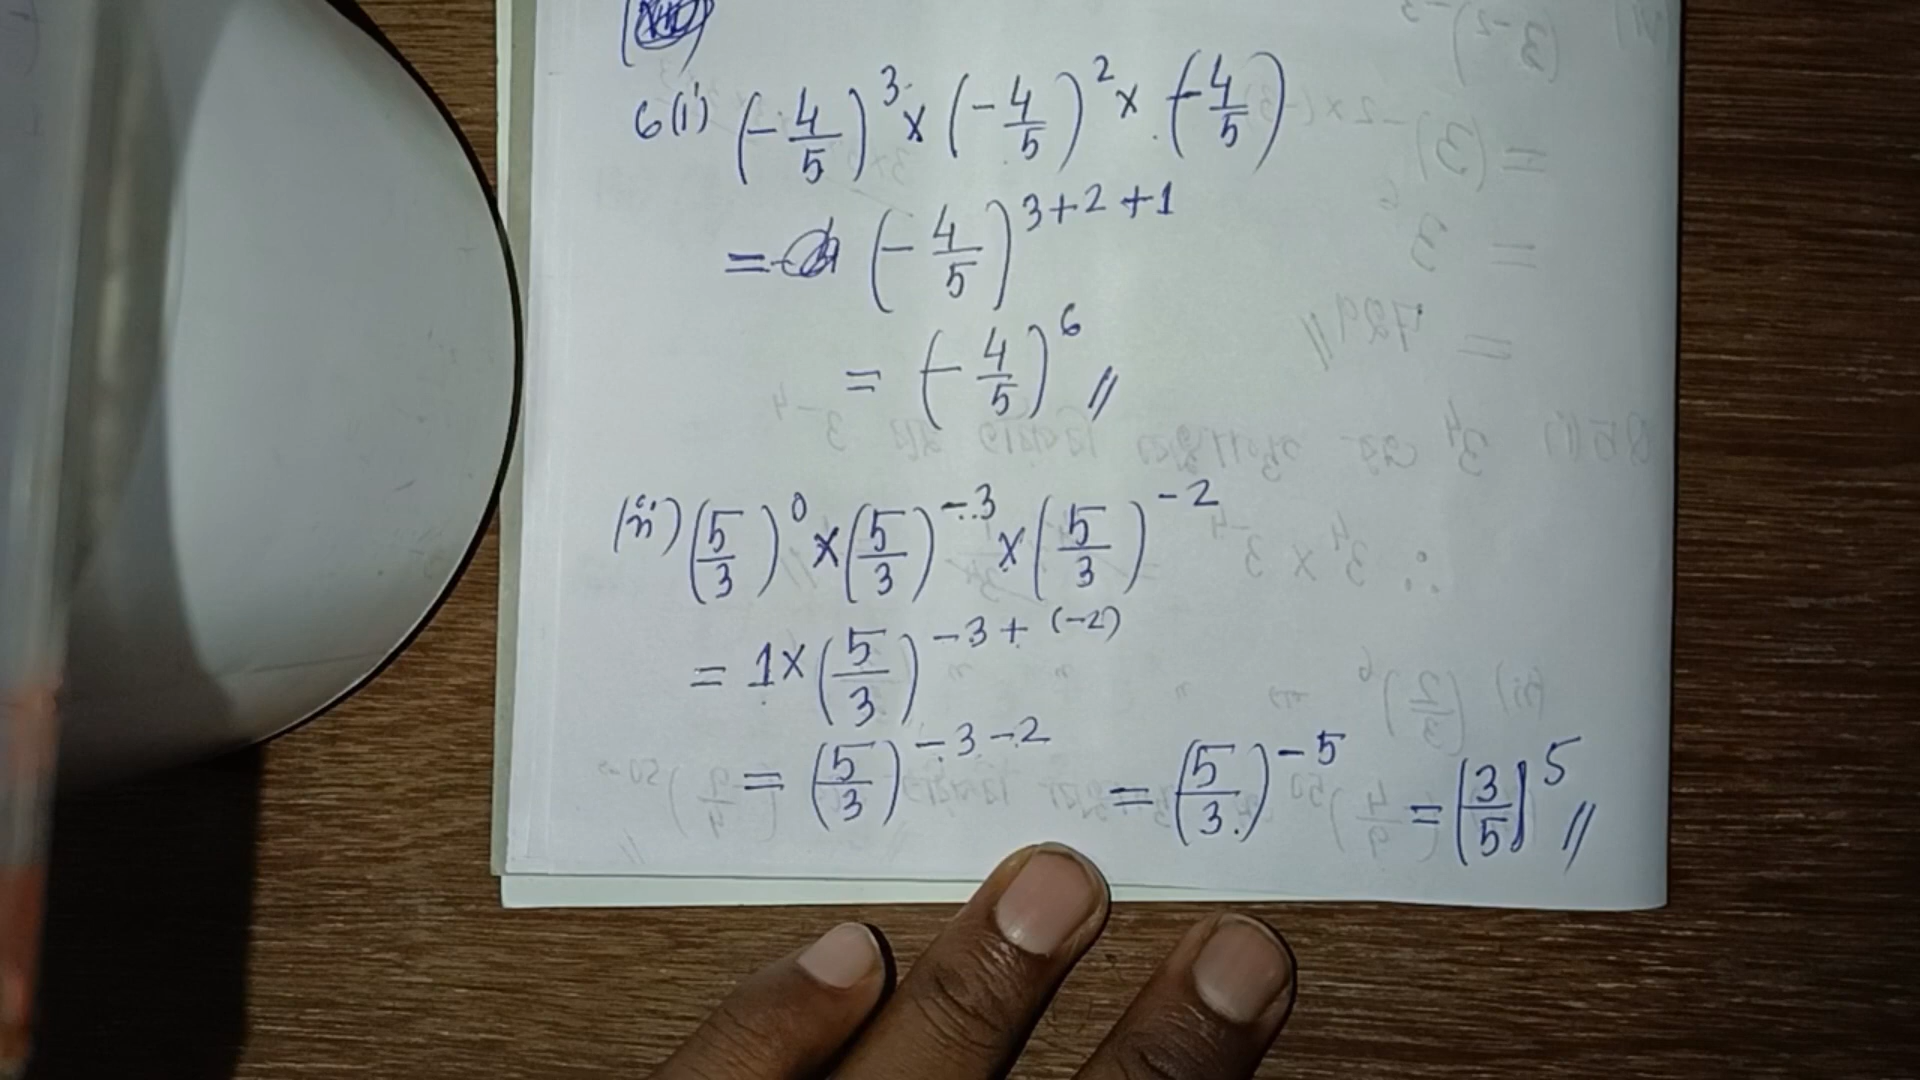 6(i) (-4/5)³ × (-4/5)² × (-4/5)
= (-4/5)³⁺²⁺¹
= (-4/5)⁶ //
(ii) (5/3)⁰ × (5/3)⁻³ × (5/3)⁻²
= 1 × (5/3)^(-3 + (-2))
= (5/3)^(-3-2) = (5/3)⁻⁵ = (3/5)⁵ //